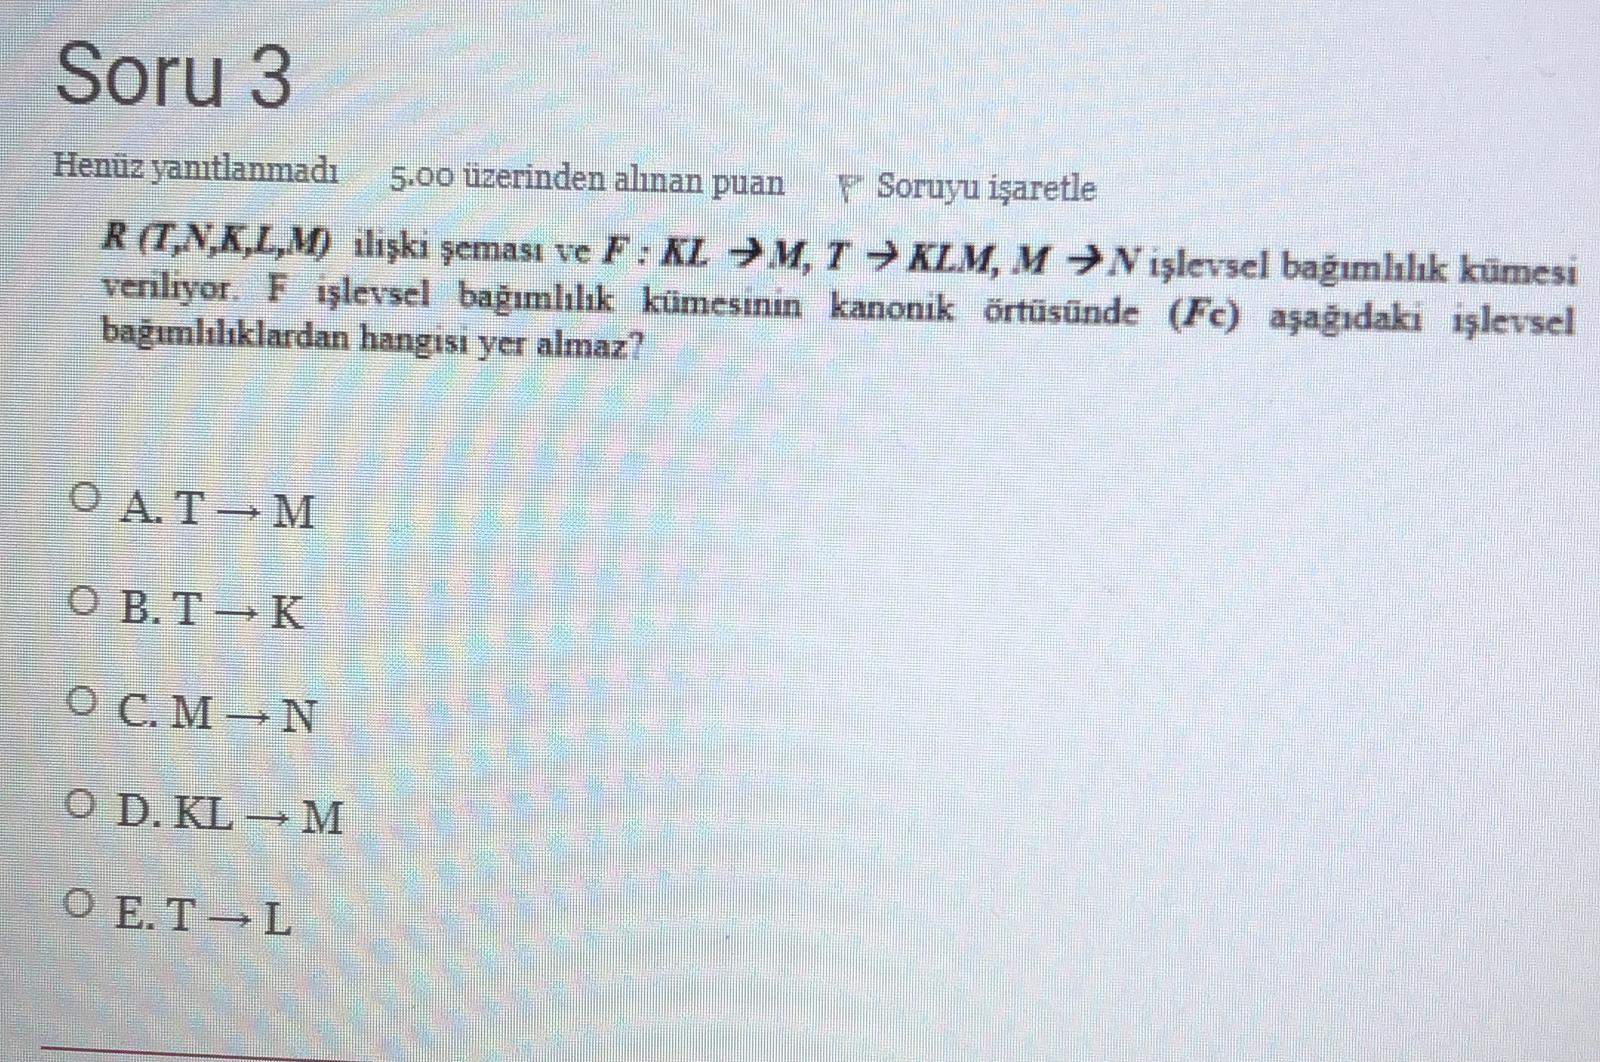 Soru 3
Henüz yanıtlanmadı 5.00 üzerinden alınan puan Soruyu işaretle
R (T,N,K,L,M) ilişki şeması ve F : KL → M, T → KLM, M → N işlevsel bağımlılık kümesi
veriliyor. F işlevsel bağımlılık kümesinin kanonik örtüsünde (Fc) aşağıdaki işlevsel
bağımlılıklardan hangisi yer almaz?
A. T → M
B. T → K
C. M → N
D. KL → M
E. T → L